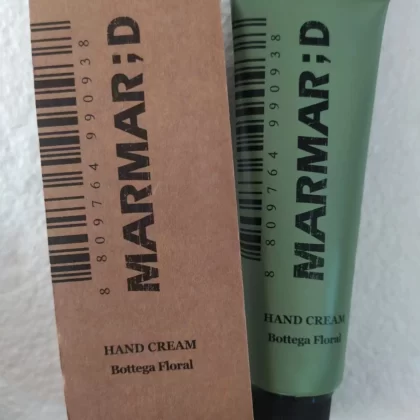 8 809764 990938
MARMAR;D
HAND CREAM
Bottega Floral
8 809764 990938
MARMAR;D
HAND CREAM
Bottega Floral